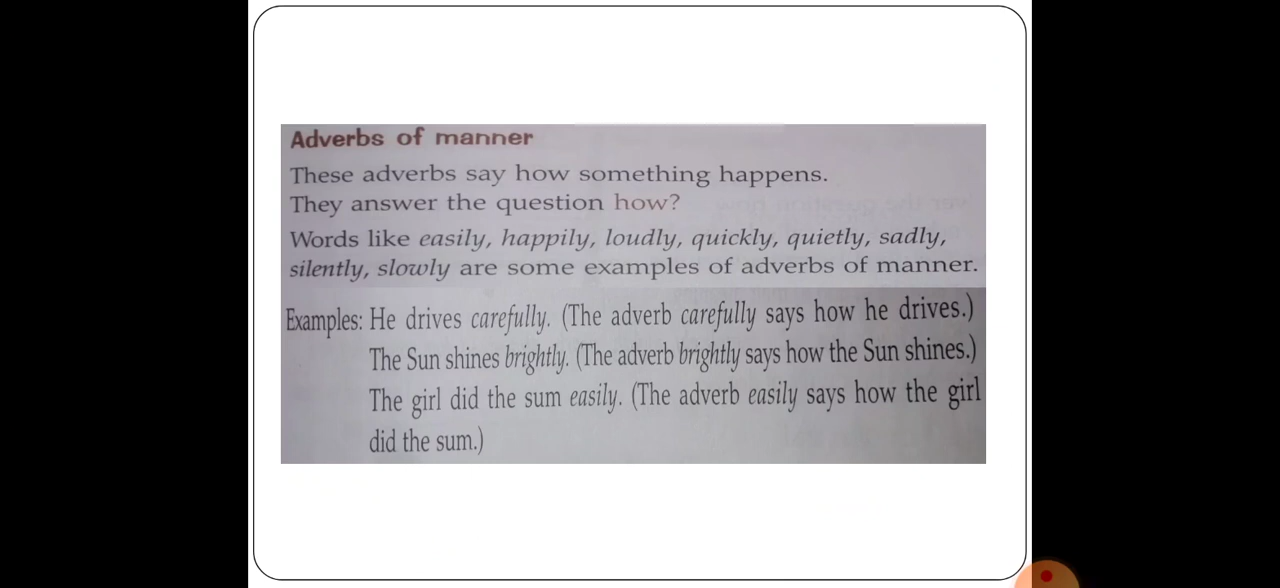 Adverbs of manner
These adverbs say how something happens.
They answer the question how?
Words like easily, happily, loudly, quickly, quietly, sadly,
silently, slowly are some examples of adverbs of manner.
Examples: He drives carefully. (The adverb carefully says how he drives.)
The Sun shines brightly. (The adverb brightly says how the Sun shines.)
The girl did the sum easily. (The adverb easily says how the girl
did the sum.)